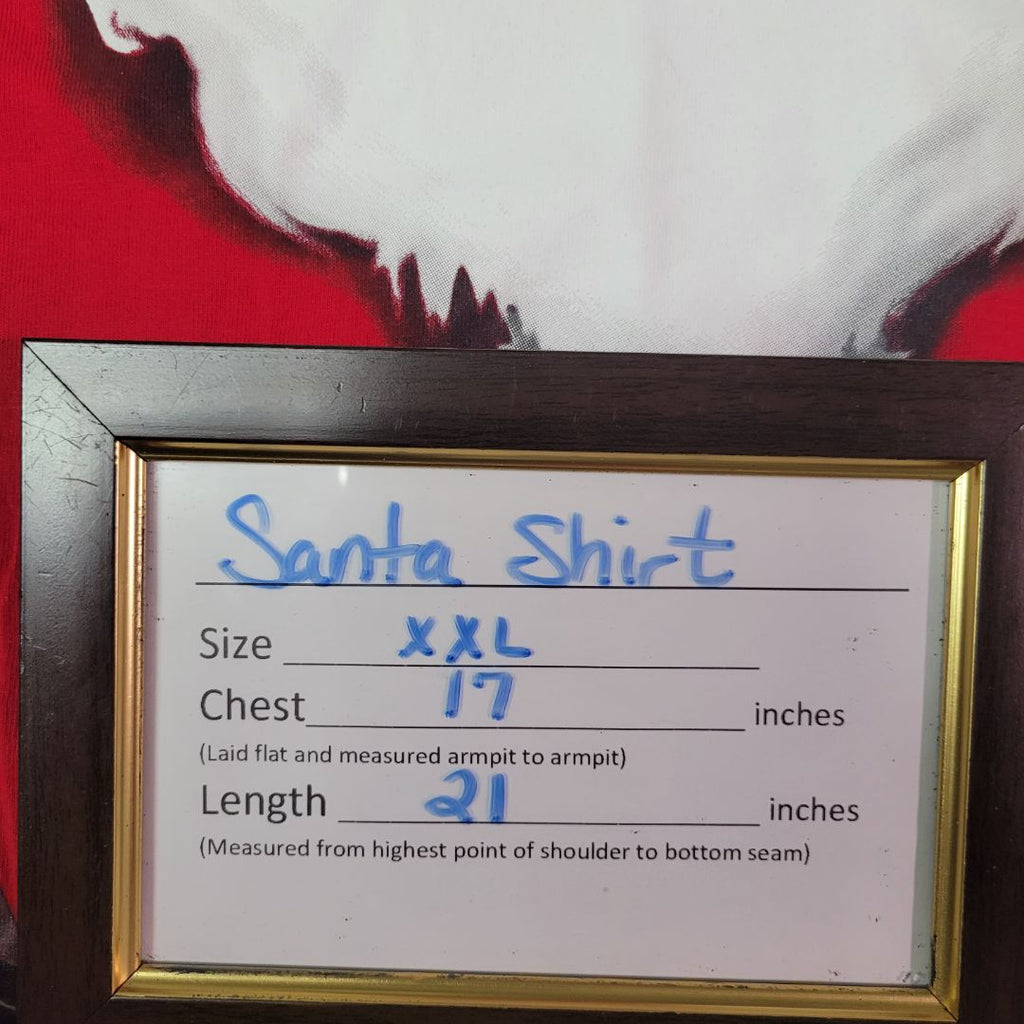 Santa Shirt
Size XXL
Chest 17 inches
(Laid flat and measured armpit to armpit)
Length 21 inches
(Measured from highest point of shoulder to bottom seam)